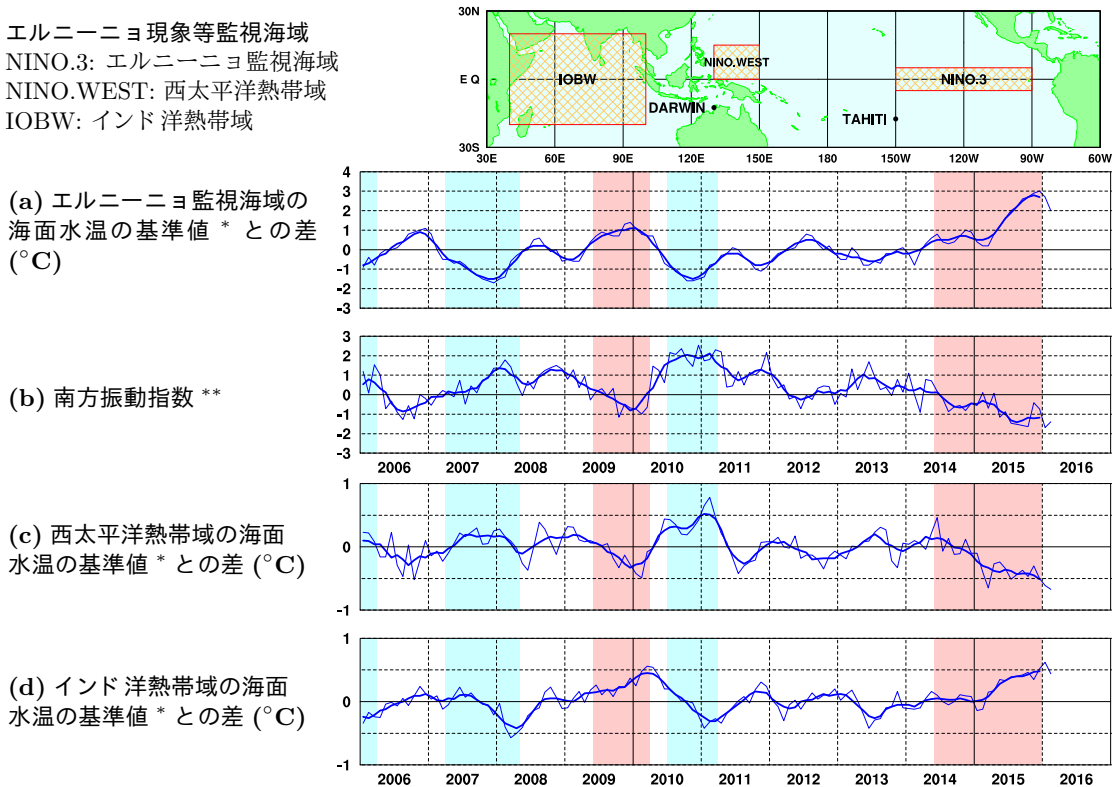 エルニーニョ現象等監視海域
NINO.3: エルニーニョ監視海域
NINO.WEST: 西太平洋熱帯域
IOBW: インド洋熱帯域
30N
E Q
30S
IOBW
NINO.WEST
NINO.3
DARWIN
TAHITI
30E 60E 90E 120E 150E 180 150W 120W 90W 60W
(a) エルニーニョ監視海域の
海面水温の基準値 * との差
(°C)
4
3
2
1
0
-1
-2
-3
(b) 南方振動指数 **
3
2
1
0
-1
-2
-3
2006 2007 2008 2009 2010 2011 2012 2013 2014 2015 2016
(c) 西太平洋熱帯域の海面
水温の基準値 * との差 (°C)
1
0
-1
(d) インド洋熱帯域の海面
水温の基準値 * との差 (°C)
1
0
-1
2006 2007 2008 2009 2010 2011 2012 2013 2014 2015 2016